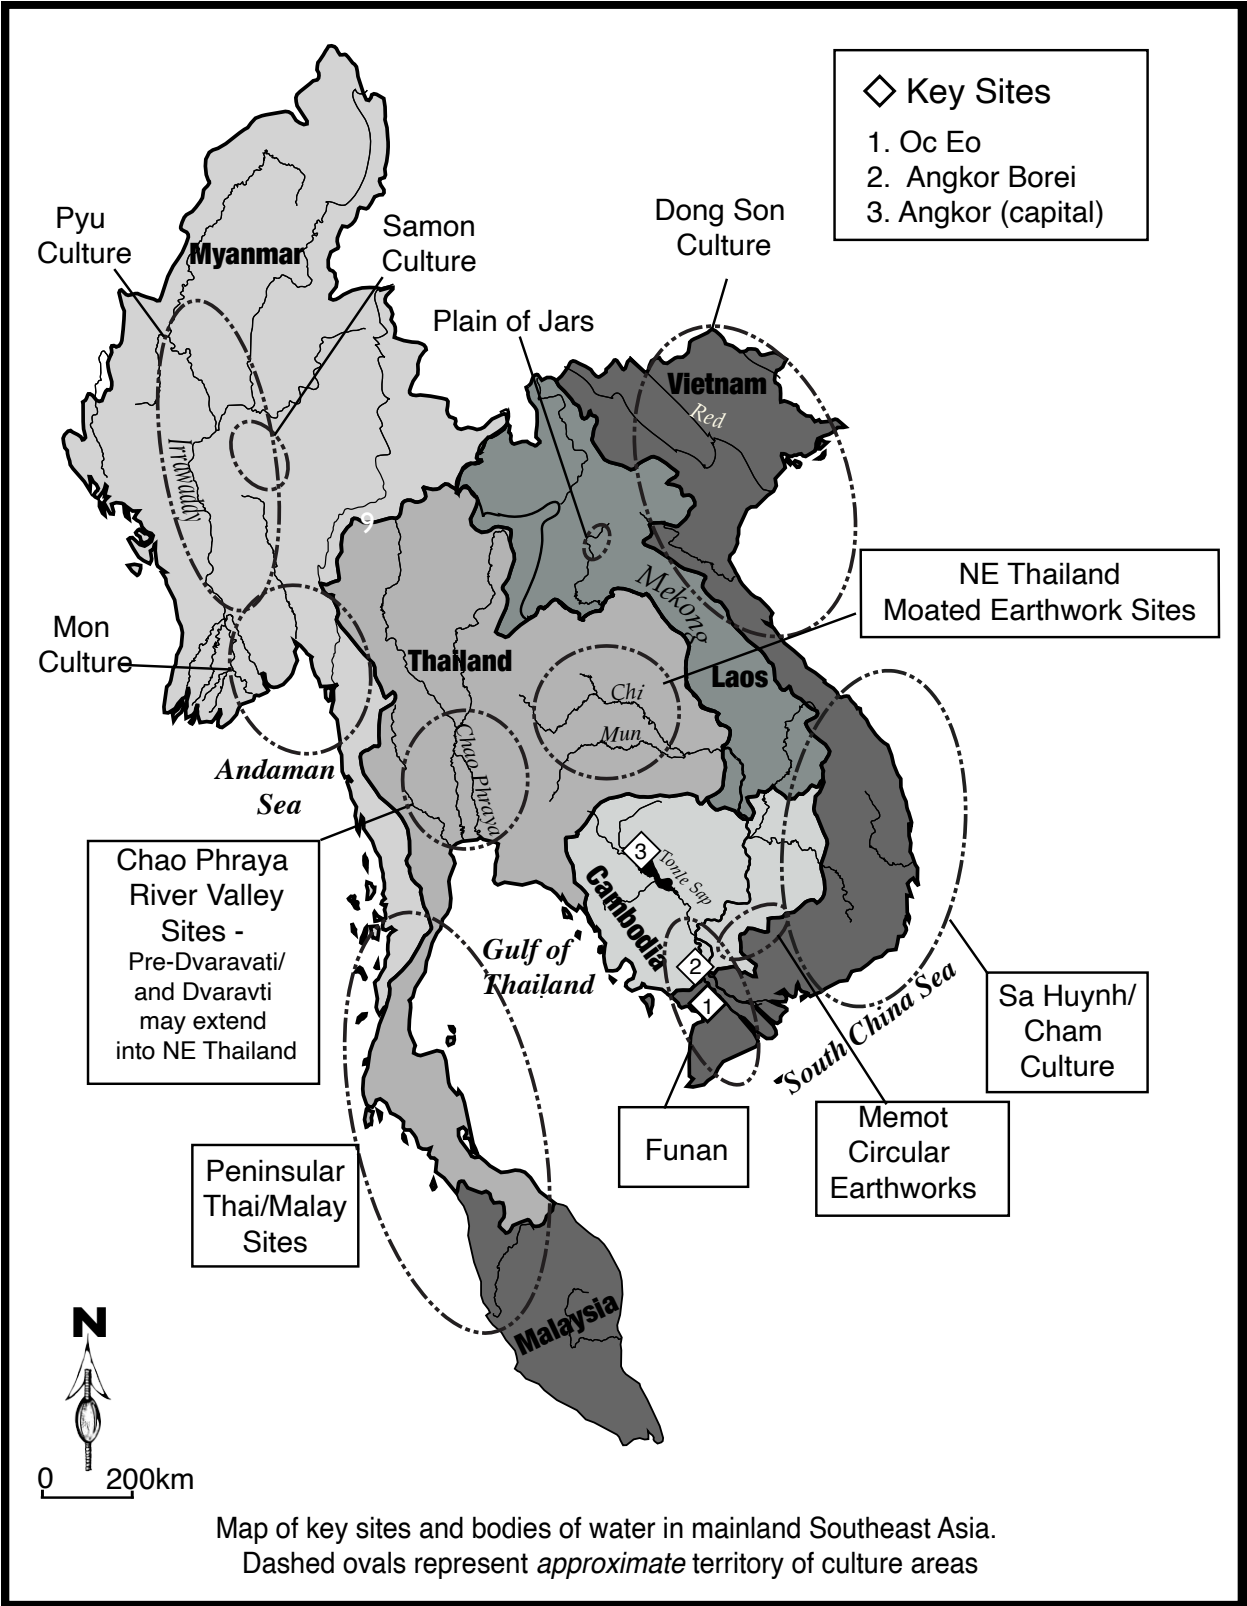 Key Sites
1. Oc Eo
2. Angkor Borei
3. Angkor (capital)
Pyu
Culture
Myanmar
Samon
Culture
Dong Son
Culture
Plain of Jars
Vietnam
Red
Irrawaddy
9
NE Thailand
Moated Earthwork Sites
Mekong
Mon
Culture
Thailand
Laos
Chi
Mun
Chao Phraya
Andaman
Sea
Chao Phraya
River Valley
Sites -
Pre-Dvaravati/
and Dvaravti
may extend
into NE Thailand
3
Tonle Sap
Cambodia
Gulf of
Thailand
2
1
South China Sea
Sa Huynh/
Cham
Culture
Funan
Memot
Circular
Earthworks
Peninsular
Thai/Malay
Sites
Malaysia
N
0 200km
Map of key sites and bodies of water in mainland Southeast Asia.
Dashed ovals represent approximate territory of culture areas